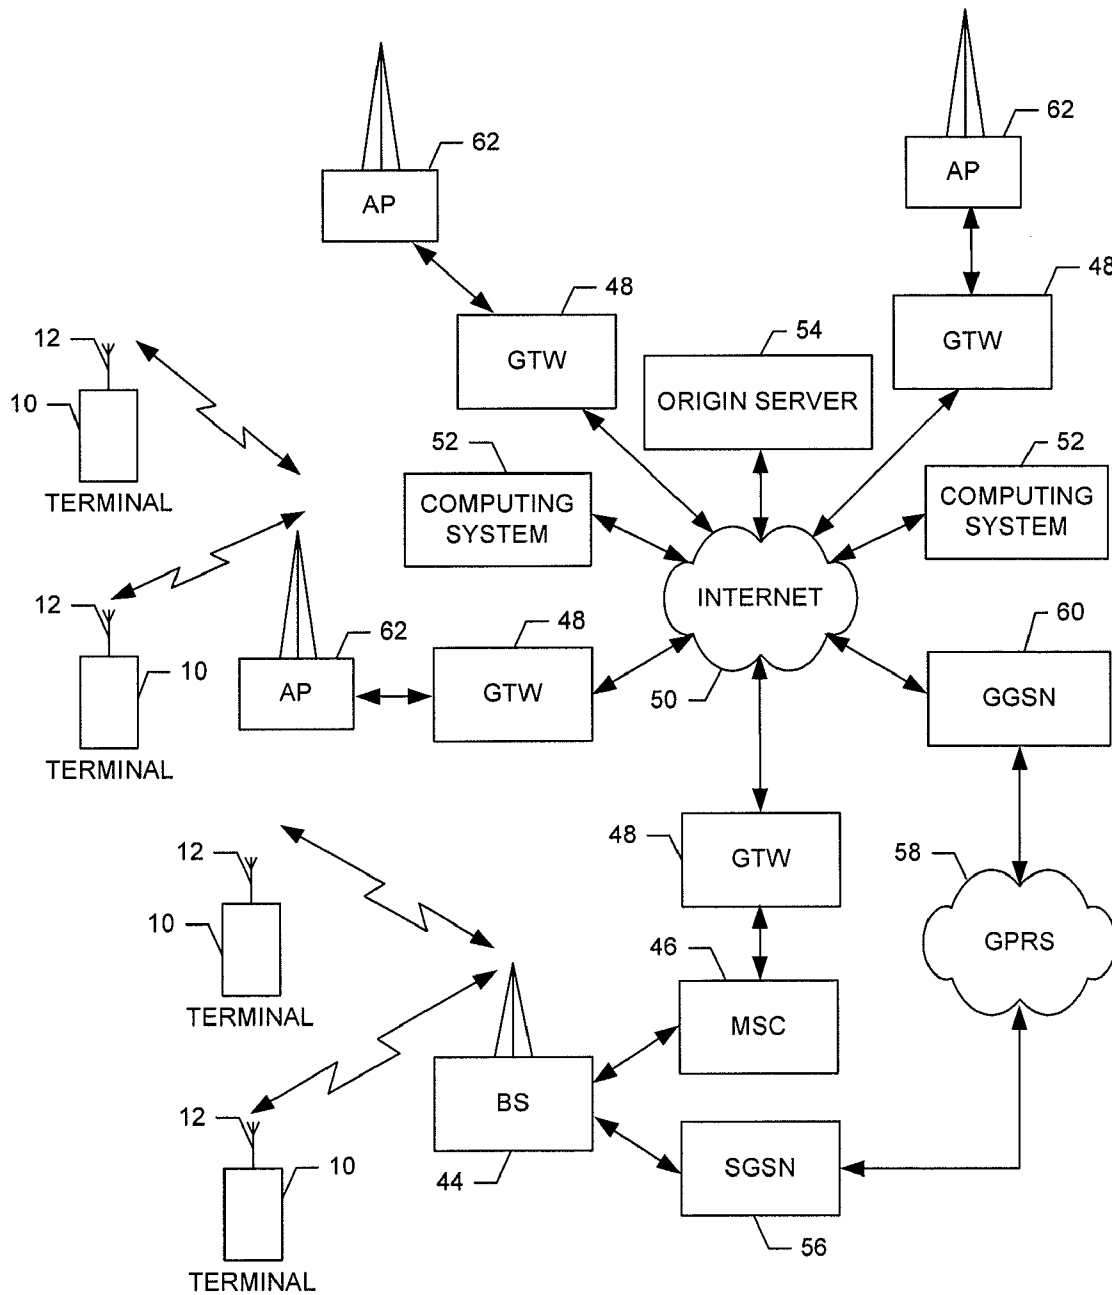 62
AP
62
AP
48
GTW
48
GTW
54
ORIGIN SERVER
12
10
TERMINAL
52
COMPUTING
SYSTEM
52
COMPUTING
SYSTEM
INTERNET
50
12
10
TERMINAL
62
AP
48
GTW
60
GGSN
48
GTW
58
GPRS
12
10
TERMINAL
46
MSC
BS
44
SGSN
56
12
10
TERMINAL